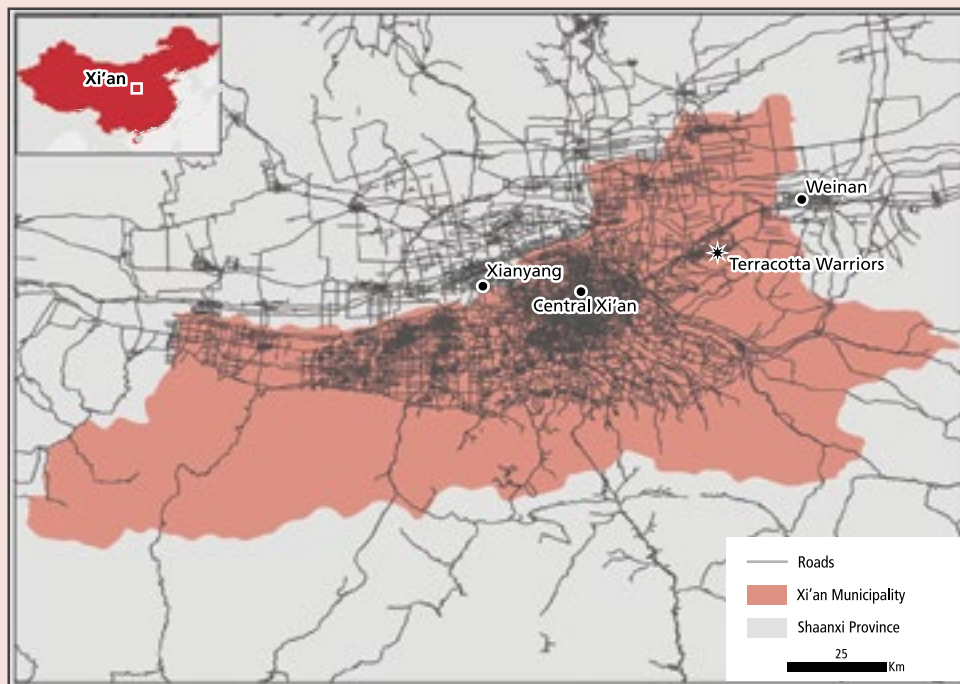 Xi'an
Weinan
Terracotta Warriors
Xianyang
Central Xi'an
Roads
Xi'an Municipality
Shaanxi Province
25
Km